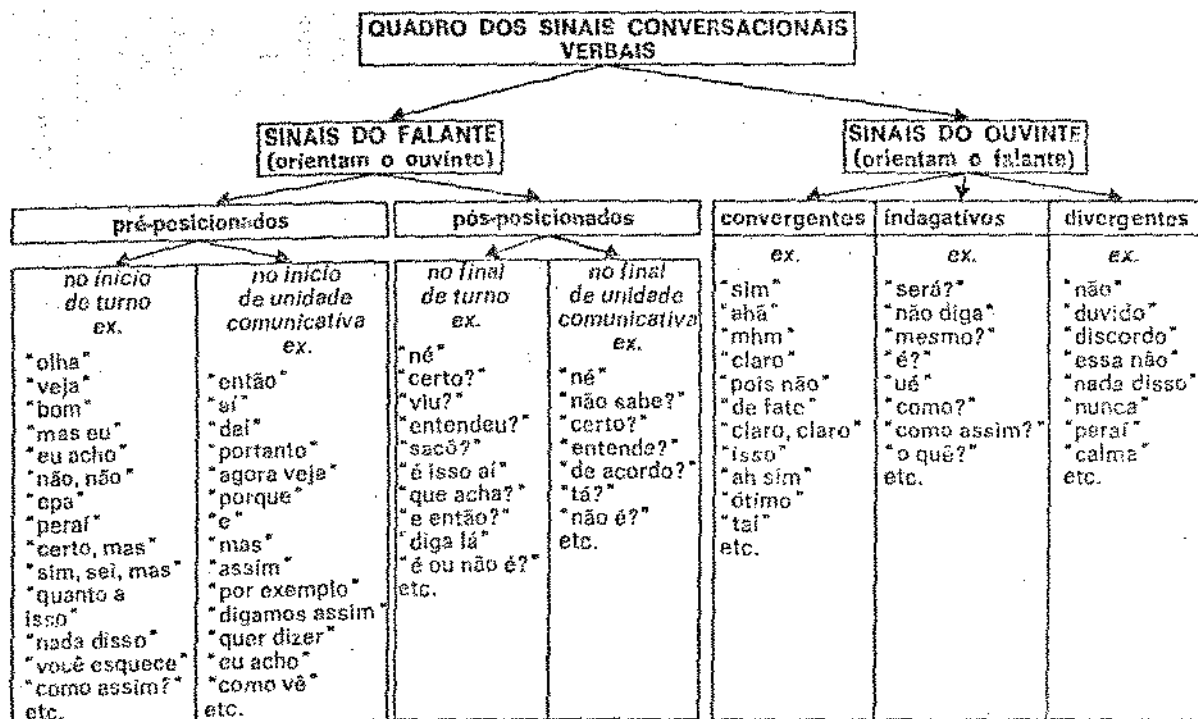 QUADRO DOS SINAIS CONVERSACIONAIS
VERBAIS
SINAIS DO FALANTE
(orientam o ouvinte)
SINAIS DO OUVINTE
(orientam o falante)
pré-posicionados
no início
de turno
ex.
"olha"
"veja"
"bom"
"mas eu"
"eu acho"
"não, não"
"epa"
"peraí"
"certo, mas"
"sim, sei, mas"
"quanto a
isso"
"nada disso"
"você esquece"
"como assim?"
etc.
no início
de unidade
comunicativa
ex.
"então"
"aí"
"daí"
"portanto"
"agora veja"
"porque"
"e"
"mas"
"assim"
"por exemplo"
"digamos assim"
"quer dizer"
"eu acho"
"como vê"
etc.
pós-posicionados
no final
de turno
ex.
"né"
"certo?"
"viu?"
"entendeu?"
"sacô?"
"é isso aí"
"que acha?"
"e então?"
"diga lá"
"é ou não é?"
etc.
no final
de unidade
comunicativa
ex.
"né"
"não sabe?"
"certo?"
"entende?"
"de acordo?"
"tá?"
"não é?"
etc.
convergentes
ex.
"sim"
"ahã"
"mhm"
"claro"
"pois não"
"de fato"
"claro, claro"
"isso"
"ah sim"
"ótimo"
"taí"
etc.
indagativos
ex.
"será?"
"não diga"
"mesmo?"
"é?"
"ué"
"como?"
"como assim?"
"o quê?"
etc.
divergentes
ex.
"não"
"duvido"
"discordo"
"essa não"
"nada disso"
"nunca"
"peraí"
"calma"
etc.